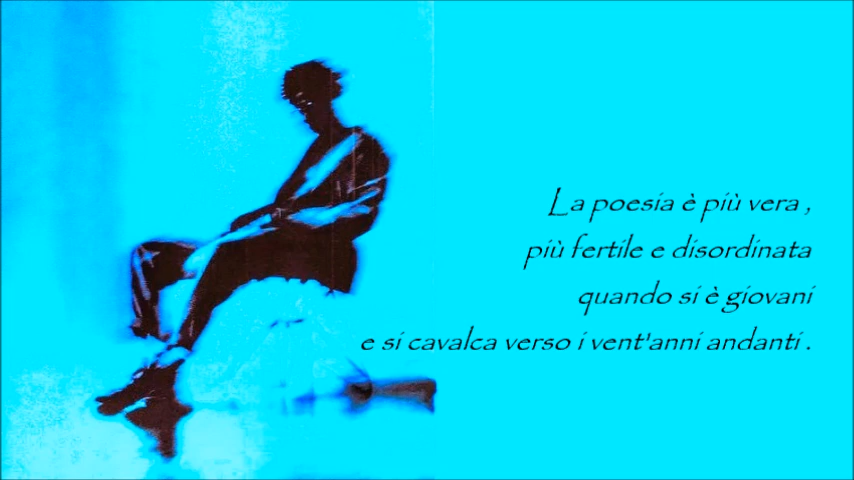 La poesia è più vera ,
più fertile e disordinata
quando si è giovani
e si cavalca verso i vent'anni andanti .